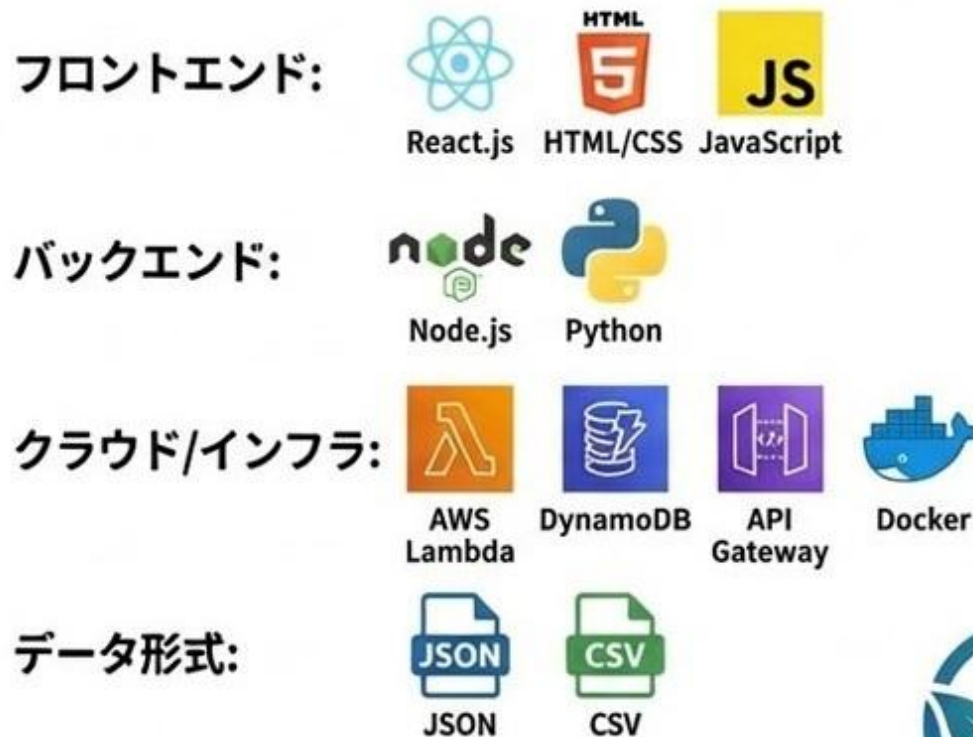 フロントエンド:
HTML
5
JS
React.js HTML/CSS JavaScript
バックエンド:
node
Node.js Python
クラウド/インフラ:
AWS Lambda
DynamoDB
API Gateway
Docker
データ形式:
JSON CSV
JSON CSV